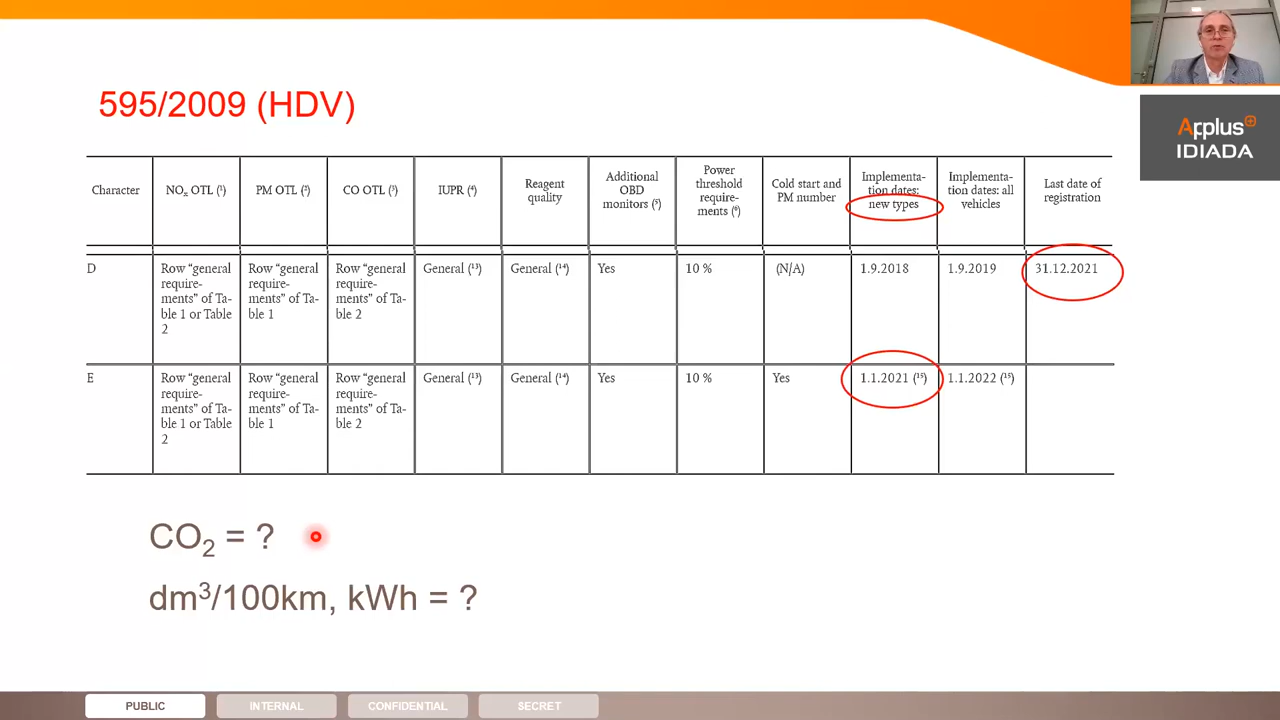 595/2009 (HDV)
Applus+
IDIADA
Character
NOₓ OTL (¹)
PM OTL (²)
CO OTL (³)
IUPR (⁴)
Reagent
quality
Additional
OBD
monitors (⁵)
Power
threshold
require-
ments (⁶)
Cold start and
PM number
Implementa-
tion dates:
new types
Implementa-
tion dates: all
vehicles
Last date of
registration
D
Row “general
require-
ments” of Ta-
ble 1 or Table
2
Row “general
require-
ments” of Ta-
ble 1
Row “general
require-
ments” of Ta-
ble 2
General (¹³)
General (¹⁴)
Yes
10 %
(N/A)
1.9.2018
1.9.2019
31.12.2021
E
Row “general
require-
ments” of Ta-
ble 1 or Table
2
Row “general
require-
ments” of Ta-
ble 1
Row “general
require-
ments” of Ta-
ble 2
General (¹³)
General (¹⁴)
Yes
10 %
Yes
1.1.2021 (¹⁵)
1.1.2022 (¹⁵)
CO₂ = ?
dm³/100km, kWh = ?
PUBLIC
INTERNAL
CONFIDENTIAL
SECRET